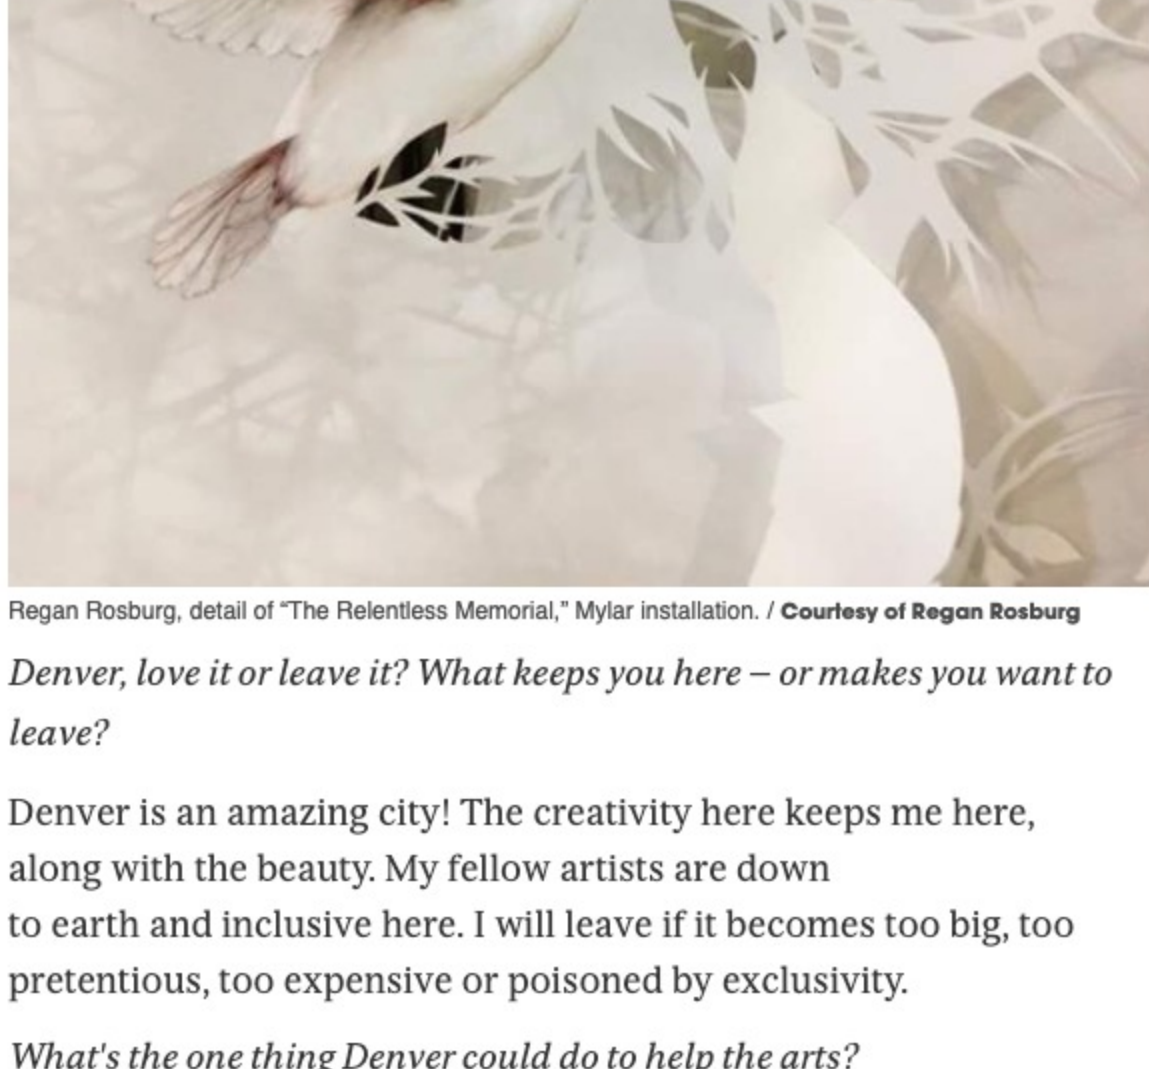 Regan Rosburg, detail of “The Relentless Memorial,” Mylar installation. / Courtesy of Regan Rosburg
Denver, love it or leave it? What keeps you here – or makes you want to
leave?
Denver is an amazing city! The creativity here keeps me here,
along with the beauty. My fellow artists are down
to earth and inclusive here. I will leave if it becomes too big, too
pretentious, too expensive or poisoned by exclusivity.
What's the one thing Denver could do to help the arts?